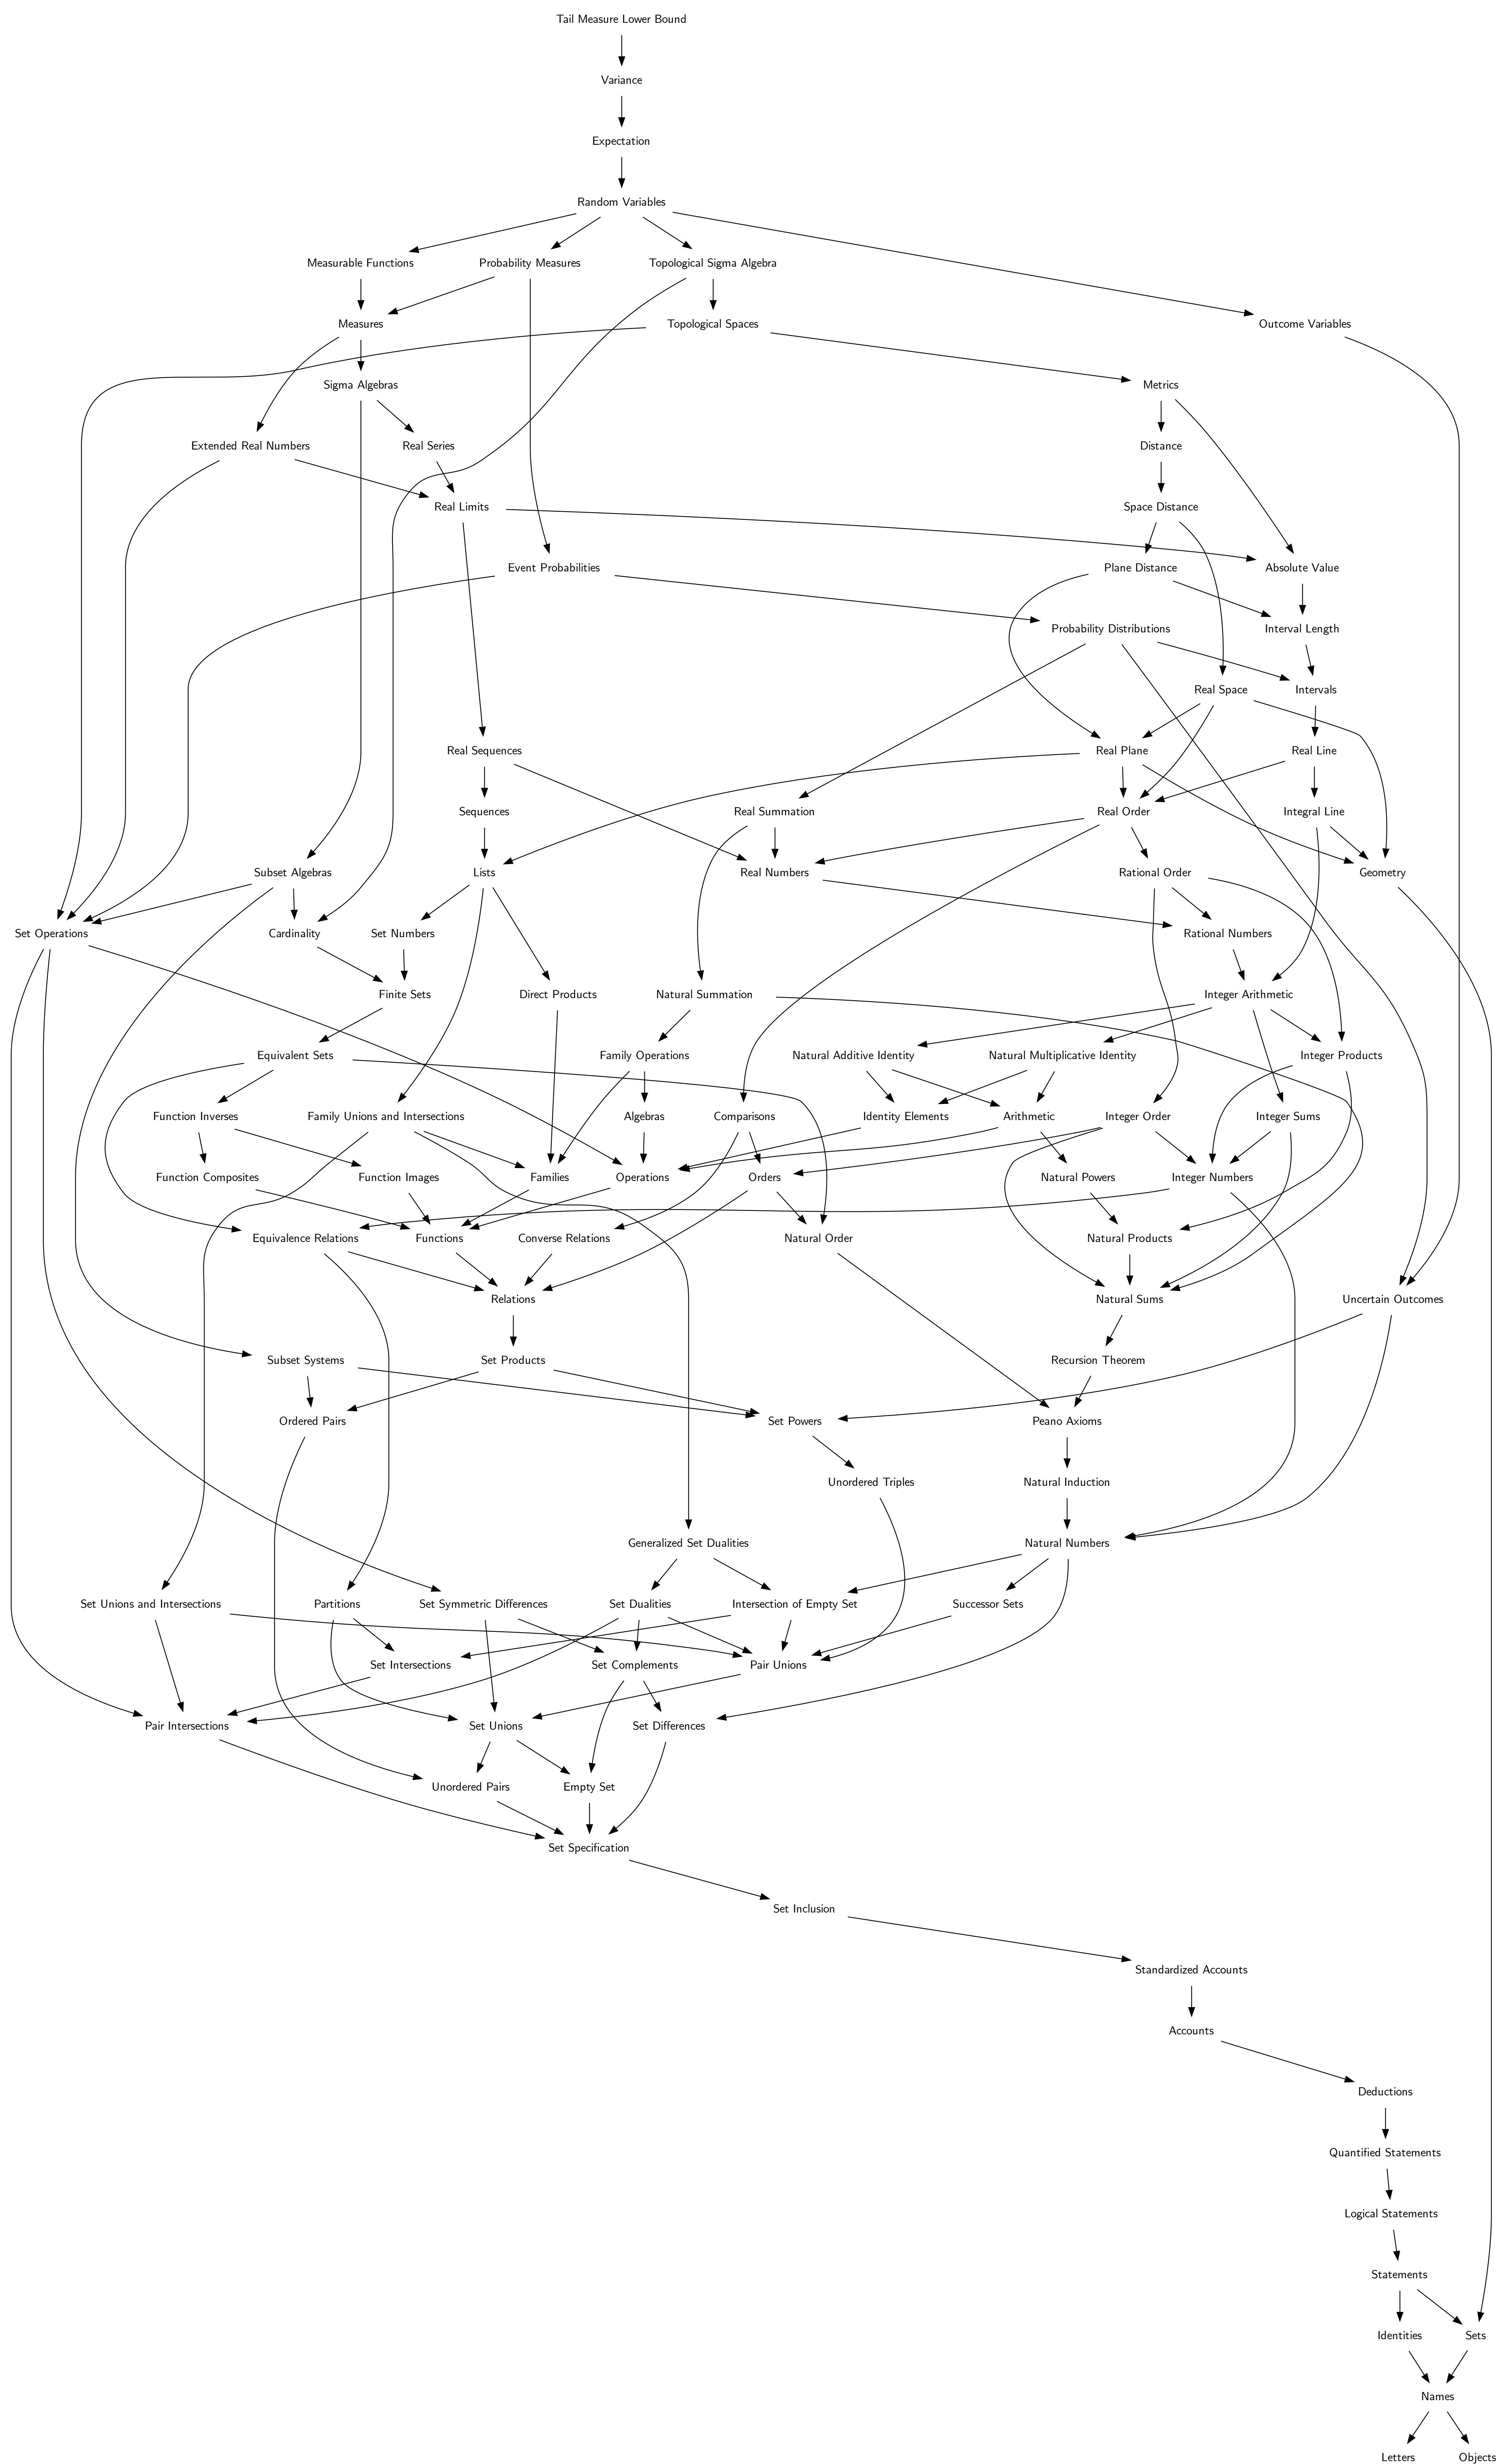 Tail Measure Lower Bound
Variance
Expectation
Random Variables
Measurable Functions
Probability Measures
Topological Sigma Algebra
Measures
Topological Spaces
Outcome Variables
Sigma Algebras
Metrics
Extended Real Numbers
Real Series
Distance
Real Limits
Space Distance
Event Probabilities
Plane Distance
Absolute Value
Probability Distributions
Interval Length
Real Space
Intervals
Real Sequences
Real Plane
Real Line
Sequences
Real Summation
Real Order
Integral Line
Subset Algebras
Lists
Real Numbers
Rational Order
Geometry
Set Operations
Cardinality
Set Numbers
Rational Numbers
Finite Sets
Direct Products
Natural Summation
Integer Arithmetic
Equivalent Sets
Family Operations
Natural Additive Identity
Natural Multiplicative Identity
Integer Products
Function Inverses
Family Unions and Intersections
Algebras
Comparisons
Identity Elements
Arithmetic
Integer Order
Integer Sums
Function Composites
Function Images
Families
Operations
Orders
Natural Powers
Integer Numbers
Equivalence Relations
Functions
Converse Relations
Natural Order
Natural Products
Relations
Natural Sums
Uncertain Outcomes
Subset Systems
Set Products
Recursion Theorem
Ordered Pairs
Set Powers
Peano Axioms
Unordered Triples
Natural Induction
Generalized Set Dualities
Natural Numbers
Set Unions and Intersections
Partitions
Set Symmetric Differences
Set Dualities
Intersection of Empty Set
Successor Sets
Set Intersections
Set Complements
Pair Unions
Pair Intersections
Set Unions
Set Differences
Unordered Pairs
Empty Set
Set Specification
Set Inclusion
Standardized Accounts
Accounts
Deductions
Quantified Statements
Logical Statements
Statements
Identities
Sets
Names
Letters
Objects